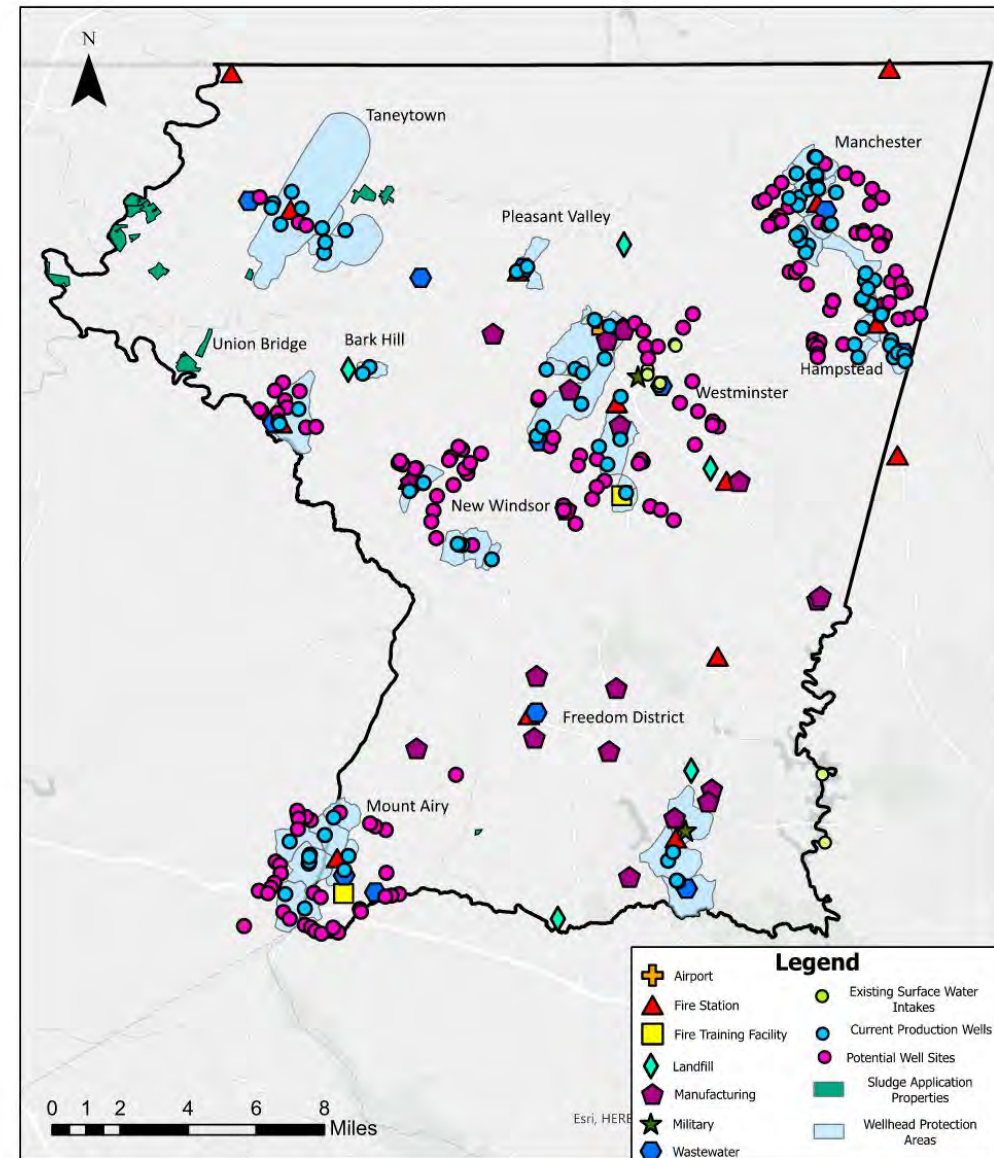 N
Taneytown
Manchester
Pleasant Valley
Union Bridge
Bark Hill
Westminster
Hampstead
New Windsor
Freedom District
Mount Airy
0 1 2 4 6 8
Miles
Esri, HERE
Legend
Airport
Fire Station
Fire Training Facility
Landfill
Manufacturing
Military
Wastewater
Existing Surface Water
Intakes
Current Production Wells
Potential Well Sites
Sludge Application
Properties
Wellhead Protection
Areas